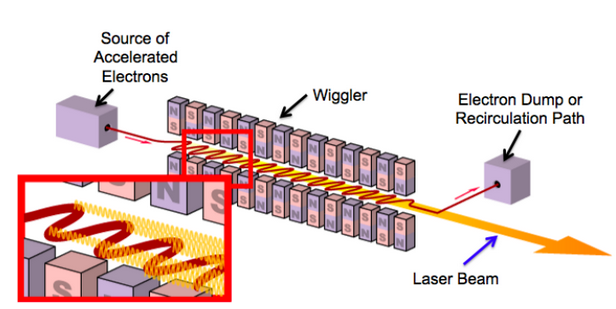 Source of
Accelerated
Electrons
Wiggler
Electron Dump or
Recirculation Path
Laser Beam
N
S
S